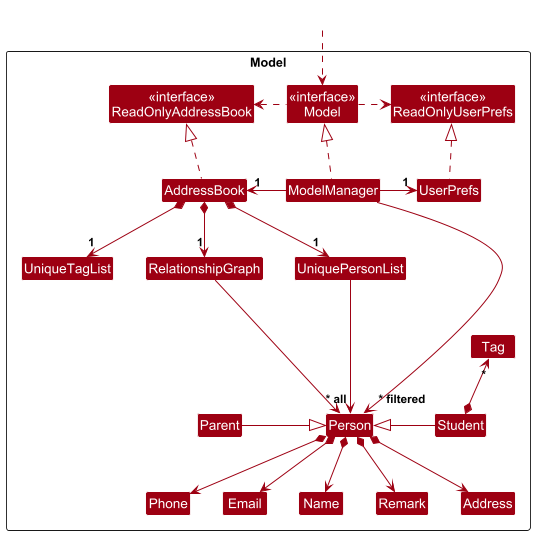 Model
«interface»
ReadOnlyAddressBook
«interface»
Model
«interface»
ReadOnlyUserPrefs
AddressBook
1
ModelManager
1
UserPrefs
1
1
1
UniqueTagList
RelationshipGraph
UniquePersonList
Tag
*
* all
* filtered
Parent
Person
Student
Phone
Email
Name
Remark
Address